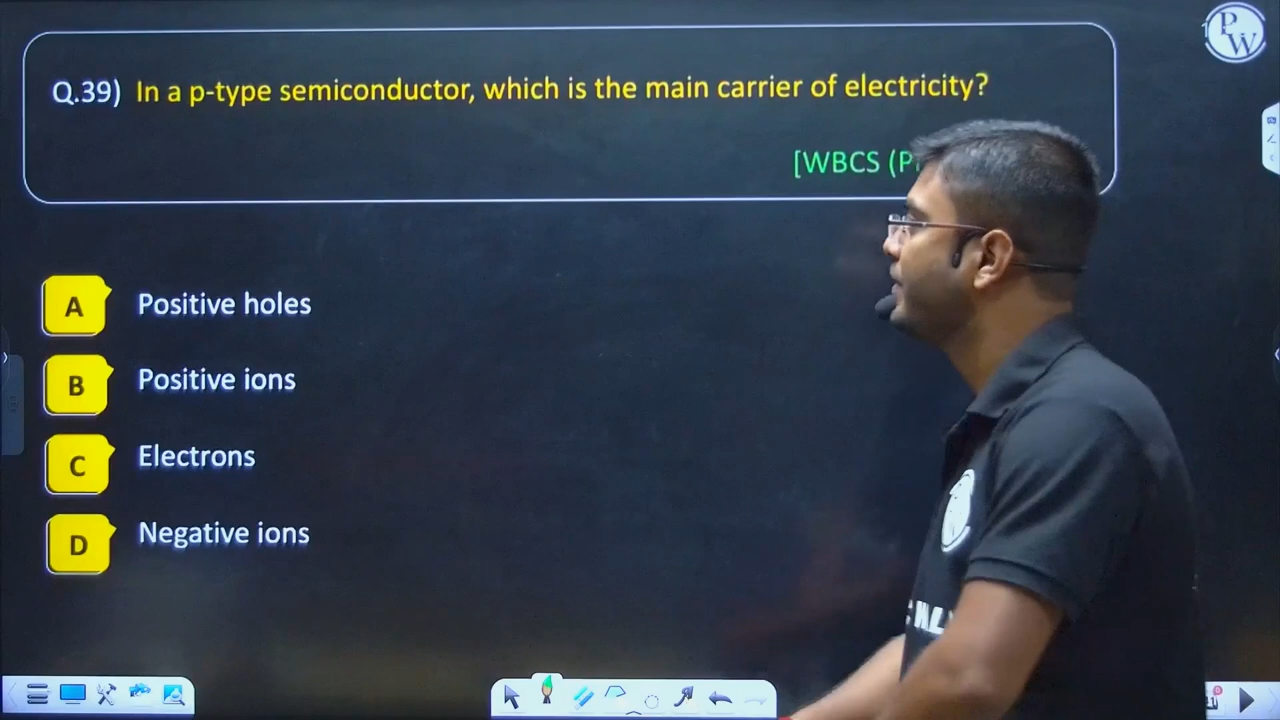 PW
Q.39) In a p-type semiconductor, which is the main carrier of electricity?
[WBCS
A Positive holes
B Positive ions
C Electrons
D Negative ions